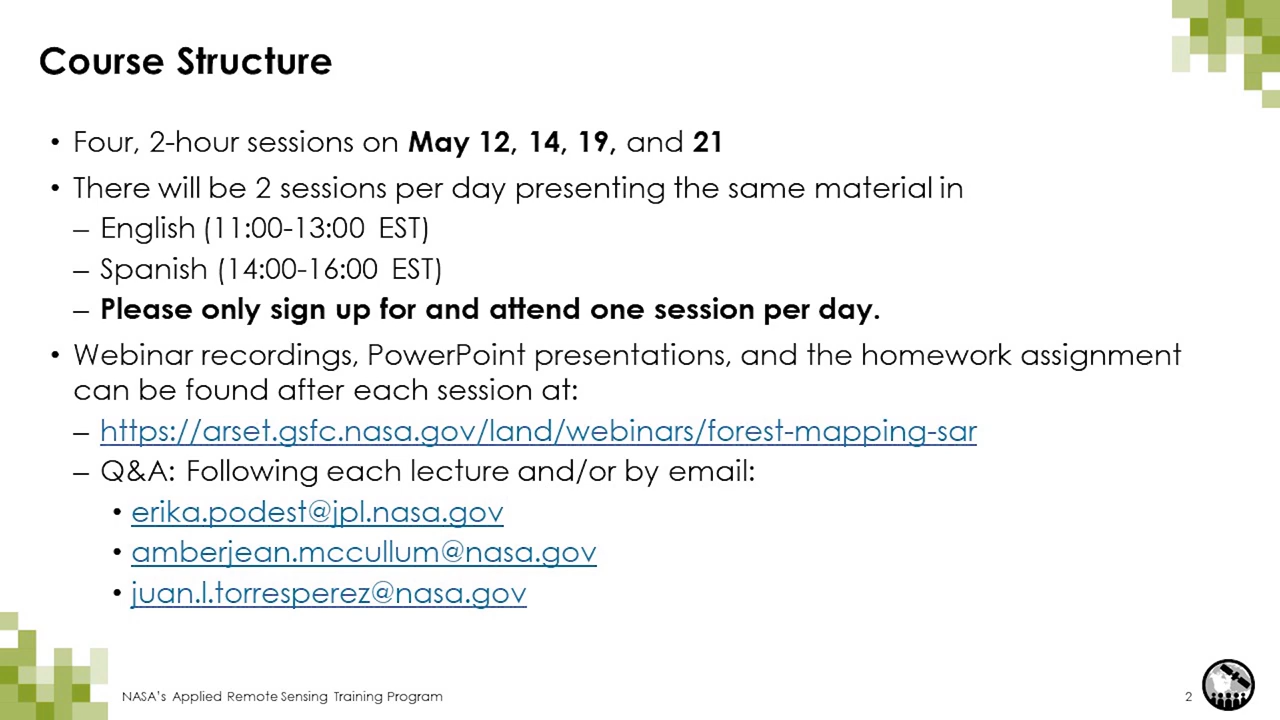 Course Structure
• Four, 2-hour sessions on May 12, 14, 19, and 21
• There will be 2 sessions per day presenting the same material in
– English (11:00-13:00 EST)
– Spanish (14:00-16:00 EST)
– Please only sign up for and attend one session per day.
• Webinar recordings, PowerPoint presentations, and the homework assignment
can be found after each session at:
– https://arset.gsfc.nasa.gov/land/webinars/forest-mapping-sar
– Q&A: Following each lecture and/or by email:
• erika.podest@jpl.nasa.gov
• amberjean.mccullum@nasa.gov
• juan.l.torresperez@nasa.gov
NASA's Applied Remote Sensing Training Program
2